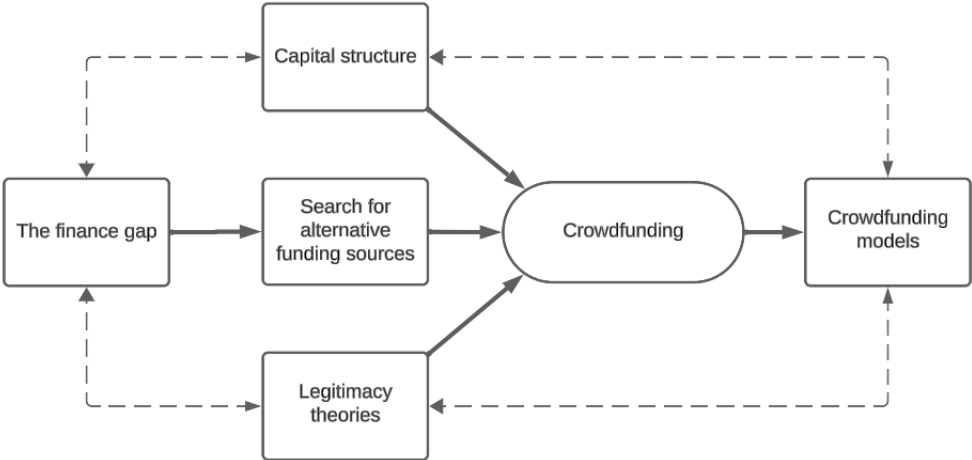 Capital structure
The finance gap
Search for
alternative
funding sources
Crowdfunding
Crowdfunding
models
Legitimacy
theories